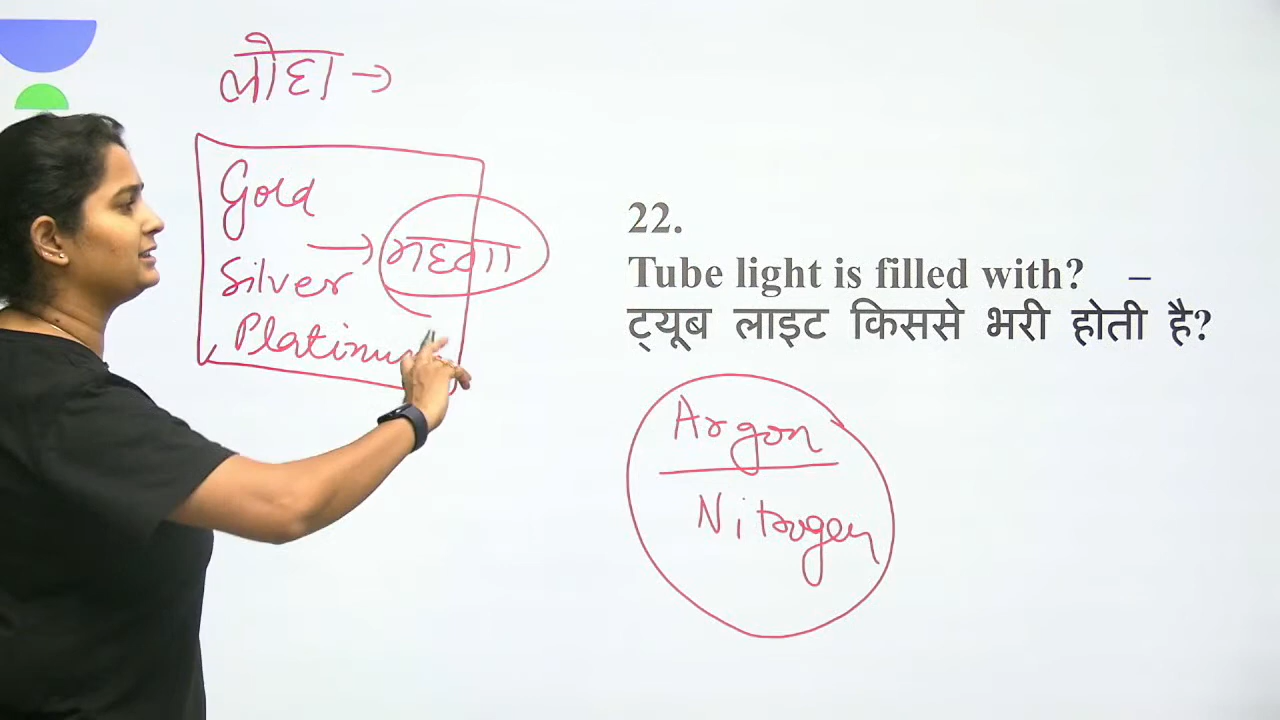 लोहा →
Gold
Silver → महंगा
Platinum
22.
Tube light is filled with? –
ट्यूब लाइट किससे भरी होती है?
Argon
Nitrogen